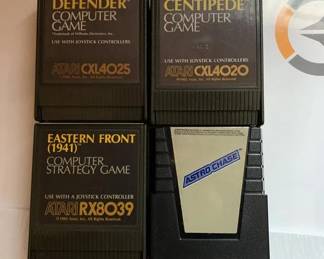 DEFENDER
COMPUTER
GAME
USE WITH JOYSTICK CONTROLLERS
ATARI CXL4025
CENTIPEDE
COMPUTER
GAME
USE WITH JOYSTICK CONTROLLERS
ATARI CXL4020
EASTERN FRONT
(1941)
COMPUTER
STRATEGY GAME
USE WITH A JOYSTICK CONTROLLER
ATARI RX8039
ASTRO CHASE